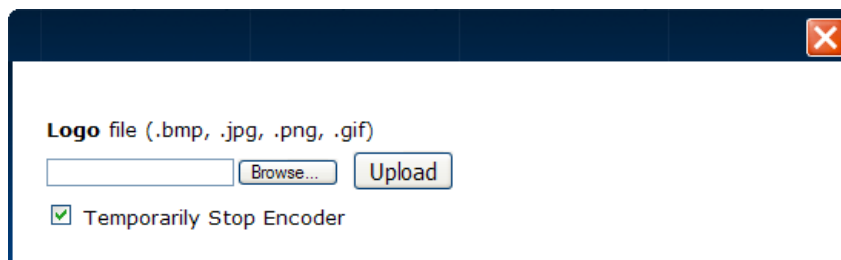 Logo file (.bmp, .jpg, .png, .gif)
Browse... Upload
Temporarily Stop Encoder